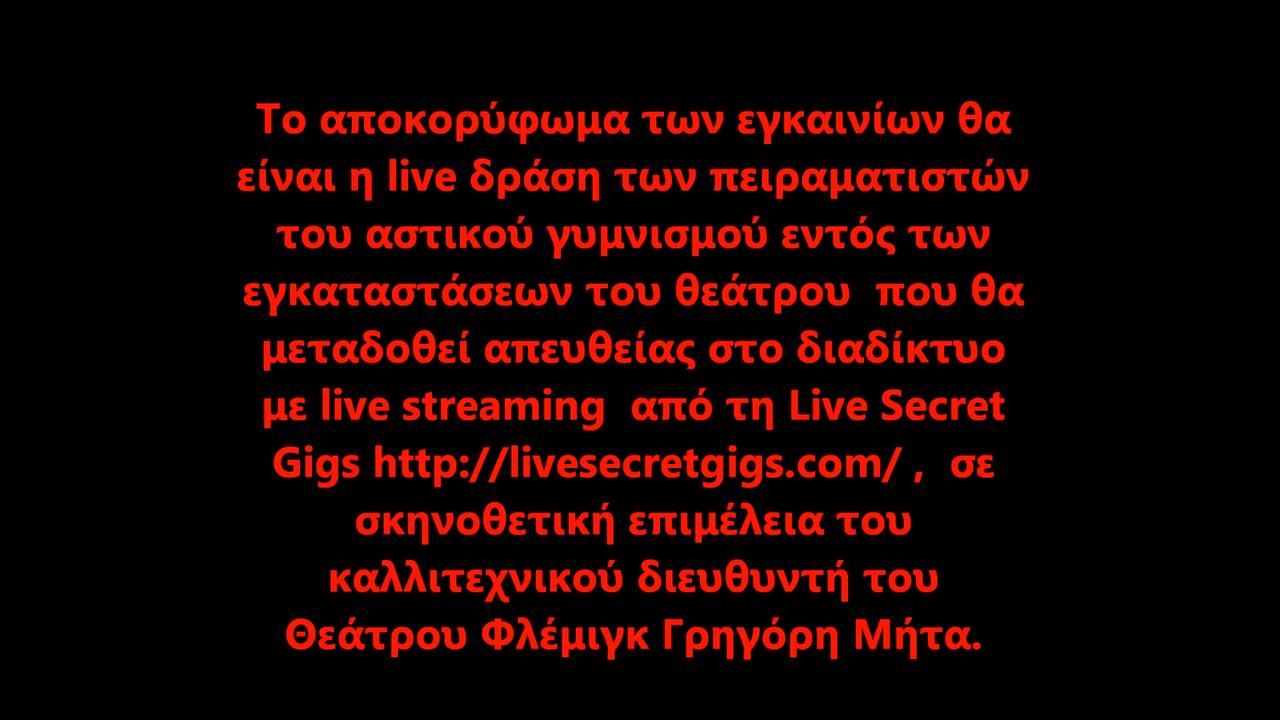 Το αποκορύφωμα των εγκαινίων θα
είναι η live δράση των πειραματιστών
του αστικού γυμνισμού εντός των
εγκαταστάσεων του θεάτρου  που θα
μεταδοθεί απευθείας στο διαδίκτυο
με live streaming  από τη Live Secret
Gigs http://livesecretgigs.com/ ,  σε
σκηνοθετική επιμέλεια του
καλλιτεχνικού διευθυντή του
Θεάτρου Φλέμιγκ Γρηγόρη Μήτα.